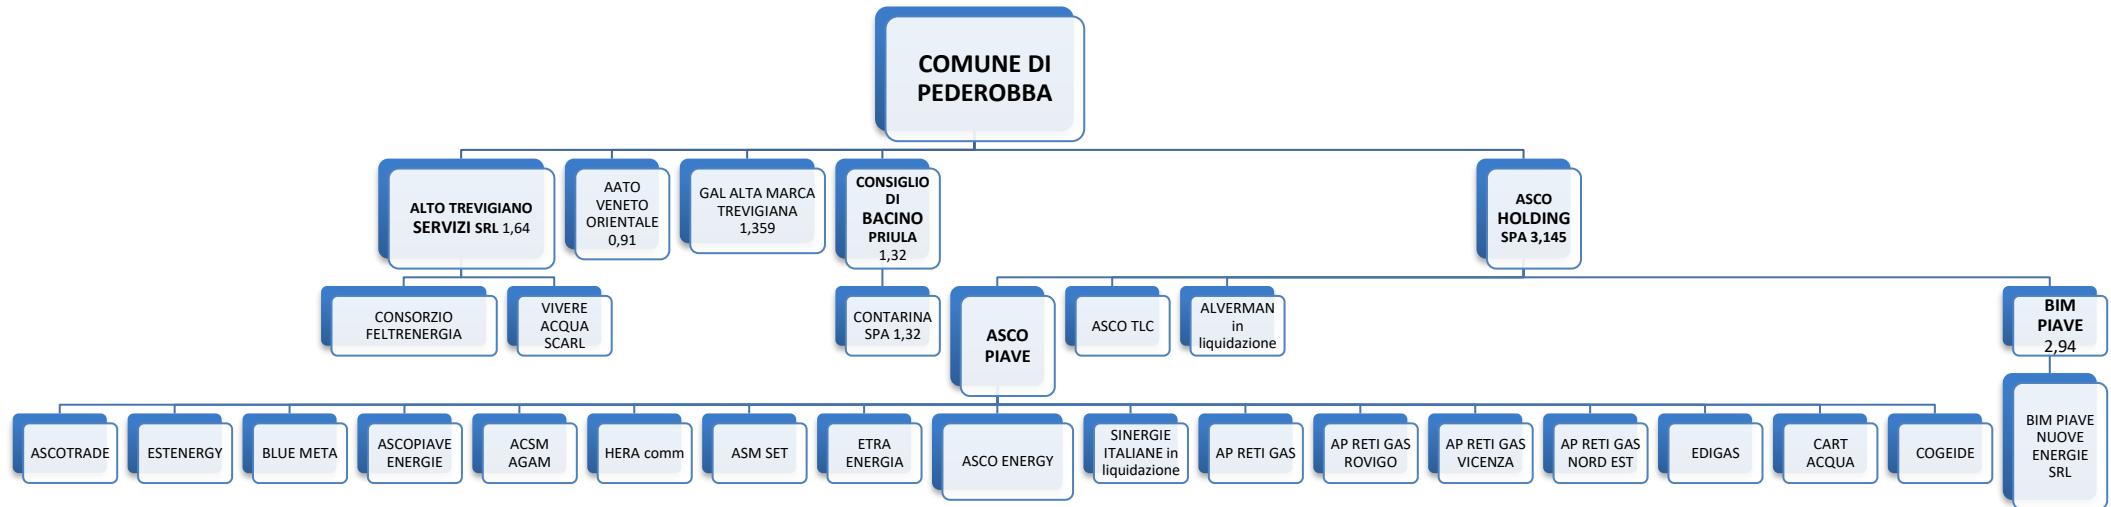 COMUNE DI
PEDEROBBA
ALTO TREVIGIANO
SERVIZI SRL 1,64
AATO
VENETO
ORIENTALE
0,91
GAL ALTA MARCA
TREVIGIANA
1,359
CONSIGLIO
DI
BACINO
PRIULA
1,32
ASCO
HOLDING
SPA 3,145
CONSORZIO
FELTRENERGIA
VIVERE
ACQUA
SCARL
CONTARINA
SPA 1,32
ASCO
PIAVE
ASCO TLC
ALVERMAN
in
liquidazione
BIM
PIAVE
2,94
ASCOTRADE
ESTENERGY
BLUE META
ASCOPIAVE
ENERGIE
ACSM
AGAM
HERA comm
ASM SET
ETRA
ENERGIA
ASCO ENERGY
SINERGIE
ITALIANE in
liquidazione
AP RETI GAS
AP RETI GAS
ROVIGO
AP RETI GAS
VICENZA
AP RETI GAS
NORD EST
EDIGAS
CART
ACQUA
COGEIDE
BIM PIAVE
NUOVE
ENERGIE
SRL